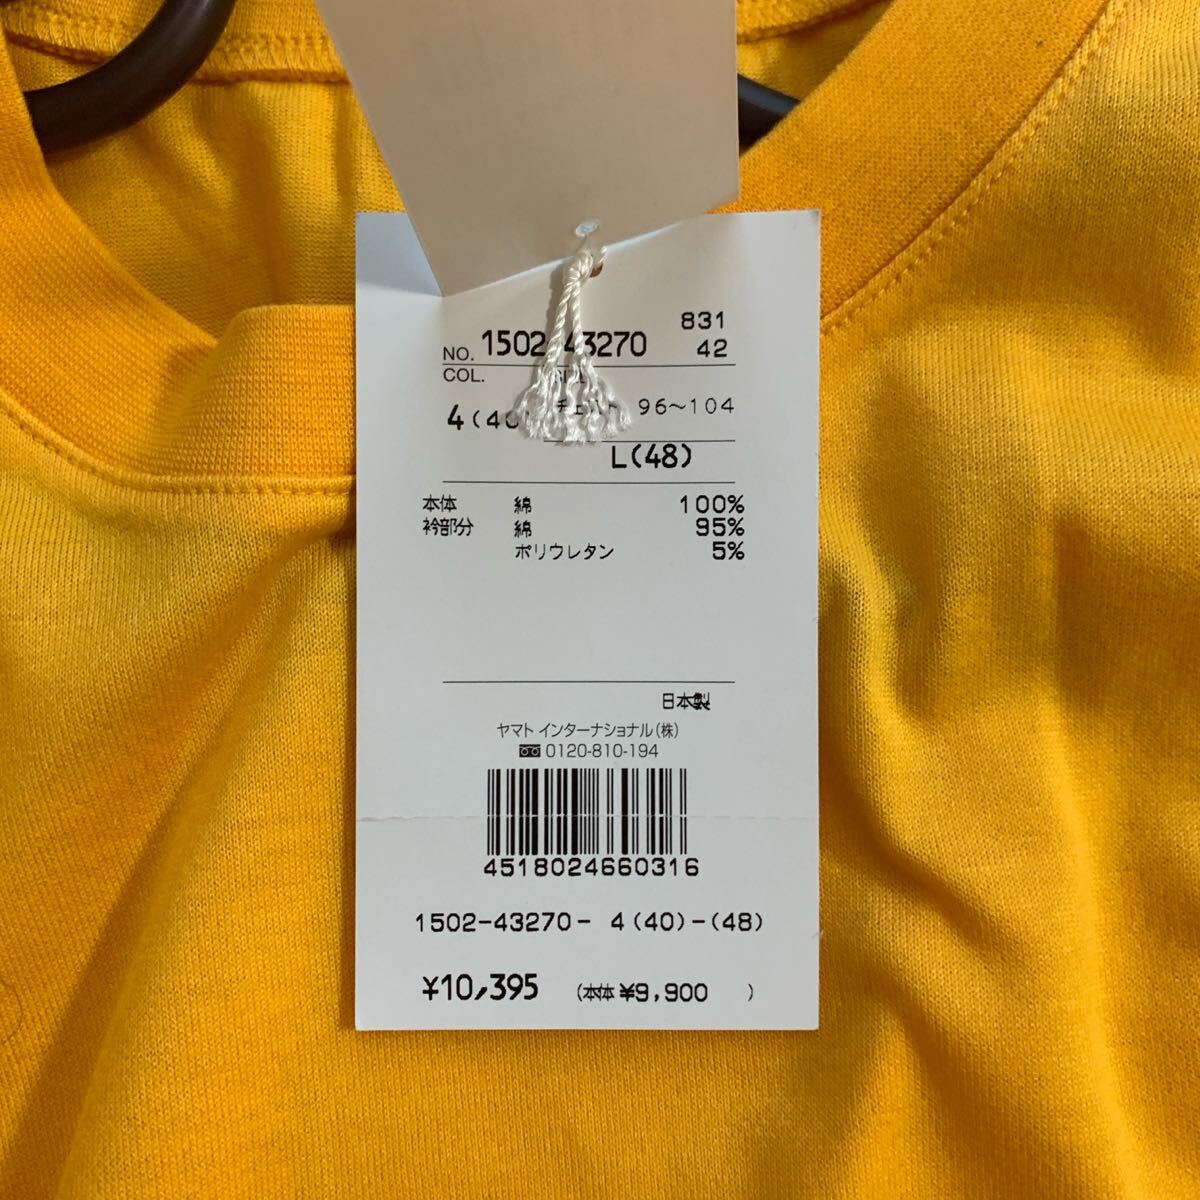 831
NO. 1502-43270 42
COL.
4(40) チェスト 96〜104
L(48)
本体 綿 100%
衿部分 綿 95%
ポリウレタン 5%
日本製
ヤマト インターナショナル(株)
0120-810-194
4518024660316
1502-43270- 4(40)-(48)
¥10,395 (本体 ¥9,900 )